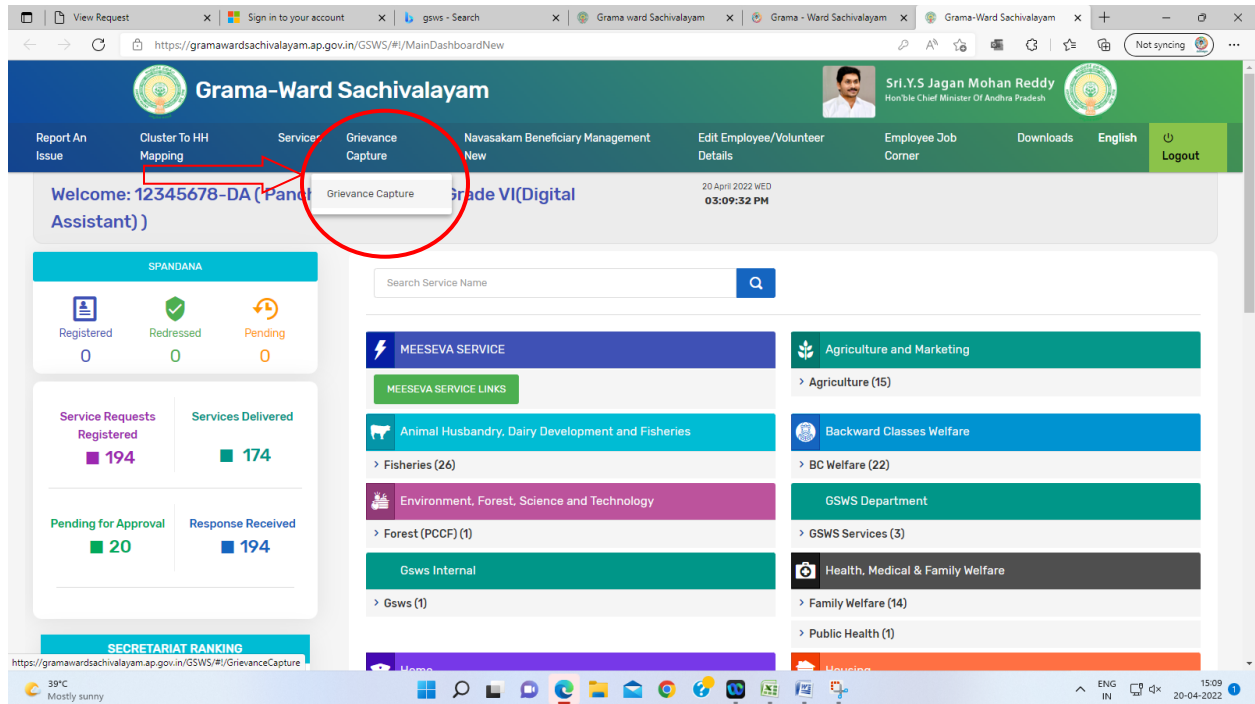 View Request
Sign in to your account
gsws - Search
Grama ward Sachivalayam
Grama - Ward Sachivalayam
Grama-Ward Sachivalayam
https://gramawardsachivalayam.ap.gov.in/GSWS/#!/MainDashboardNew
Not syncing
Grama-Ward Sachivalayam
Sri.Y.S Jagan Mohan Reddy
Hon'ble Chief Minister Of Andhra Pradesh
Report An Issue
Cluster To HH Mapping
Services
Grievance Capture
Navasakam Beneficiary Management New
Edit Employee/Volunteer Details
Employee Job Corner
Downloads
English
Logout
Grievance Capture
Welcome: 12345678-DA ( Panch Grade VI(Digital
Assistant) )
20 April 2022 WED
03:09:32 PM
SPANDANA
Registered
0
Redressed
0
Pending
0
Service Requests Registered
194
Services Delivered
174
Pending for Approval
20
Response Received
194
SECRETARIAT RANKING
Search Service Name
MEESEVA SERVICE
MEESEVA SERVICE LINKS
Agriculture and Marketing
> Agriculture (15)
Animal Husbandry, Dairy Development and Fisheries
> Fisheries (26)
Backward Classes Welfare
> BC Welfare (22)
Environment, Forest, Science and Technology
> Forest (PCCF) (1)
GSWS Department
> GSWS Services (3)
Gsws Internal
> Gsws (1)
Health, Medical & Family Welfare
> Family Welfare (14)
> Public Health (1)
Home
Housing
https://gramawardsachivalayam.ap.gov.in/GSWS/#!/GrievanceCapture
39°C
Mostly sunny
ENG
IN
15:09
20-04-2022
1